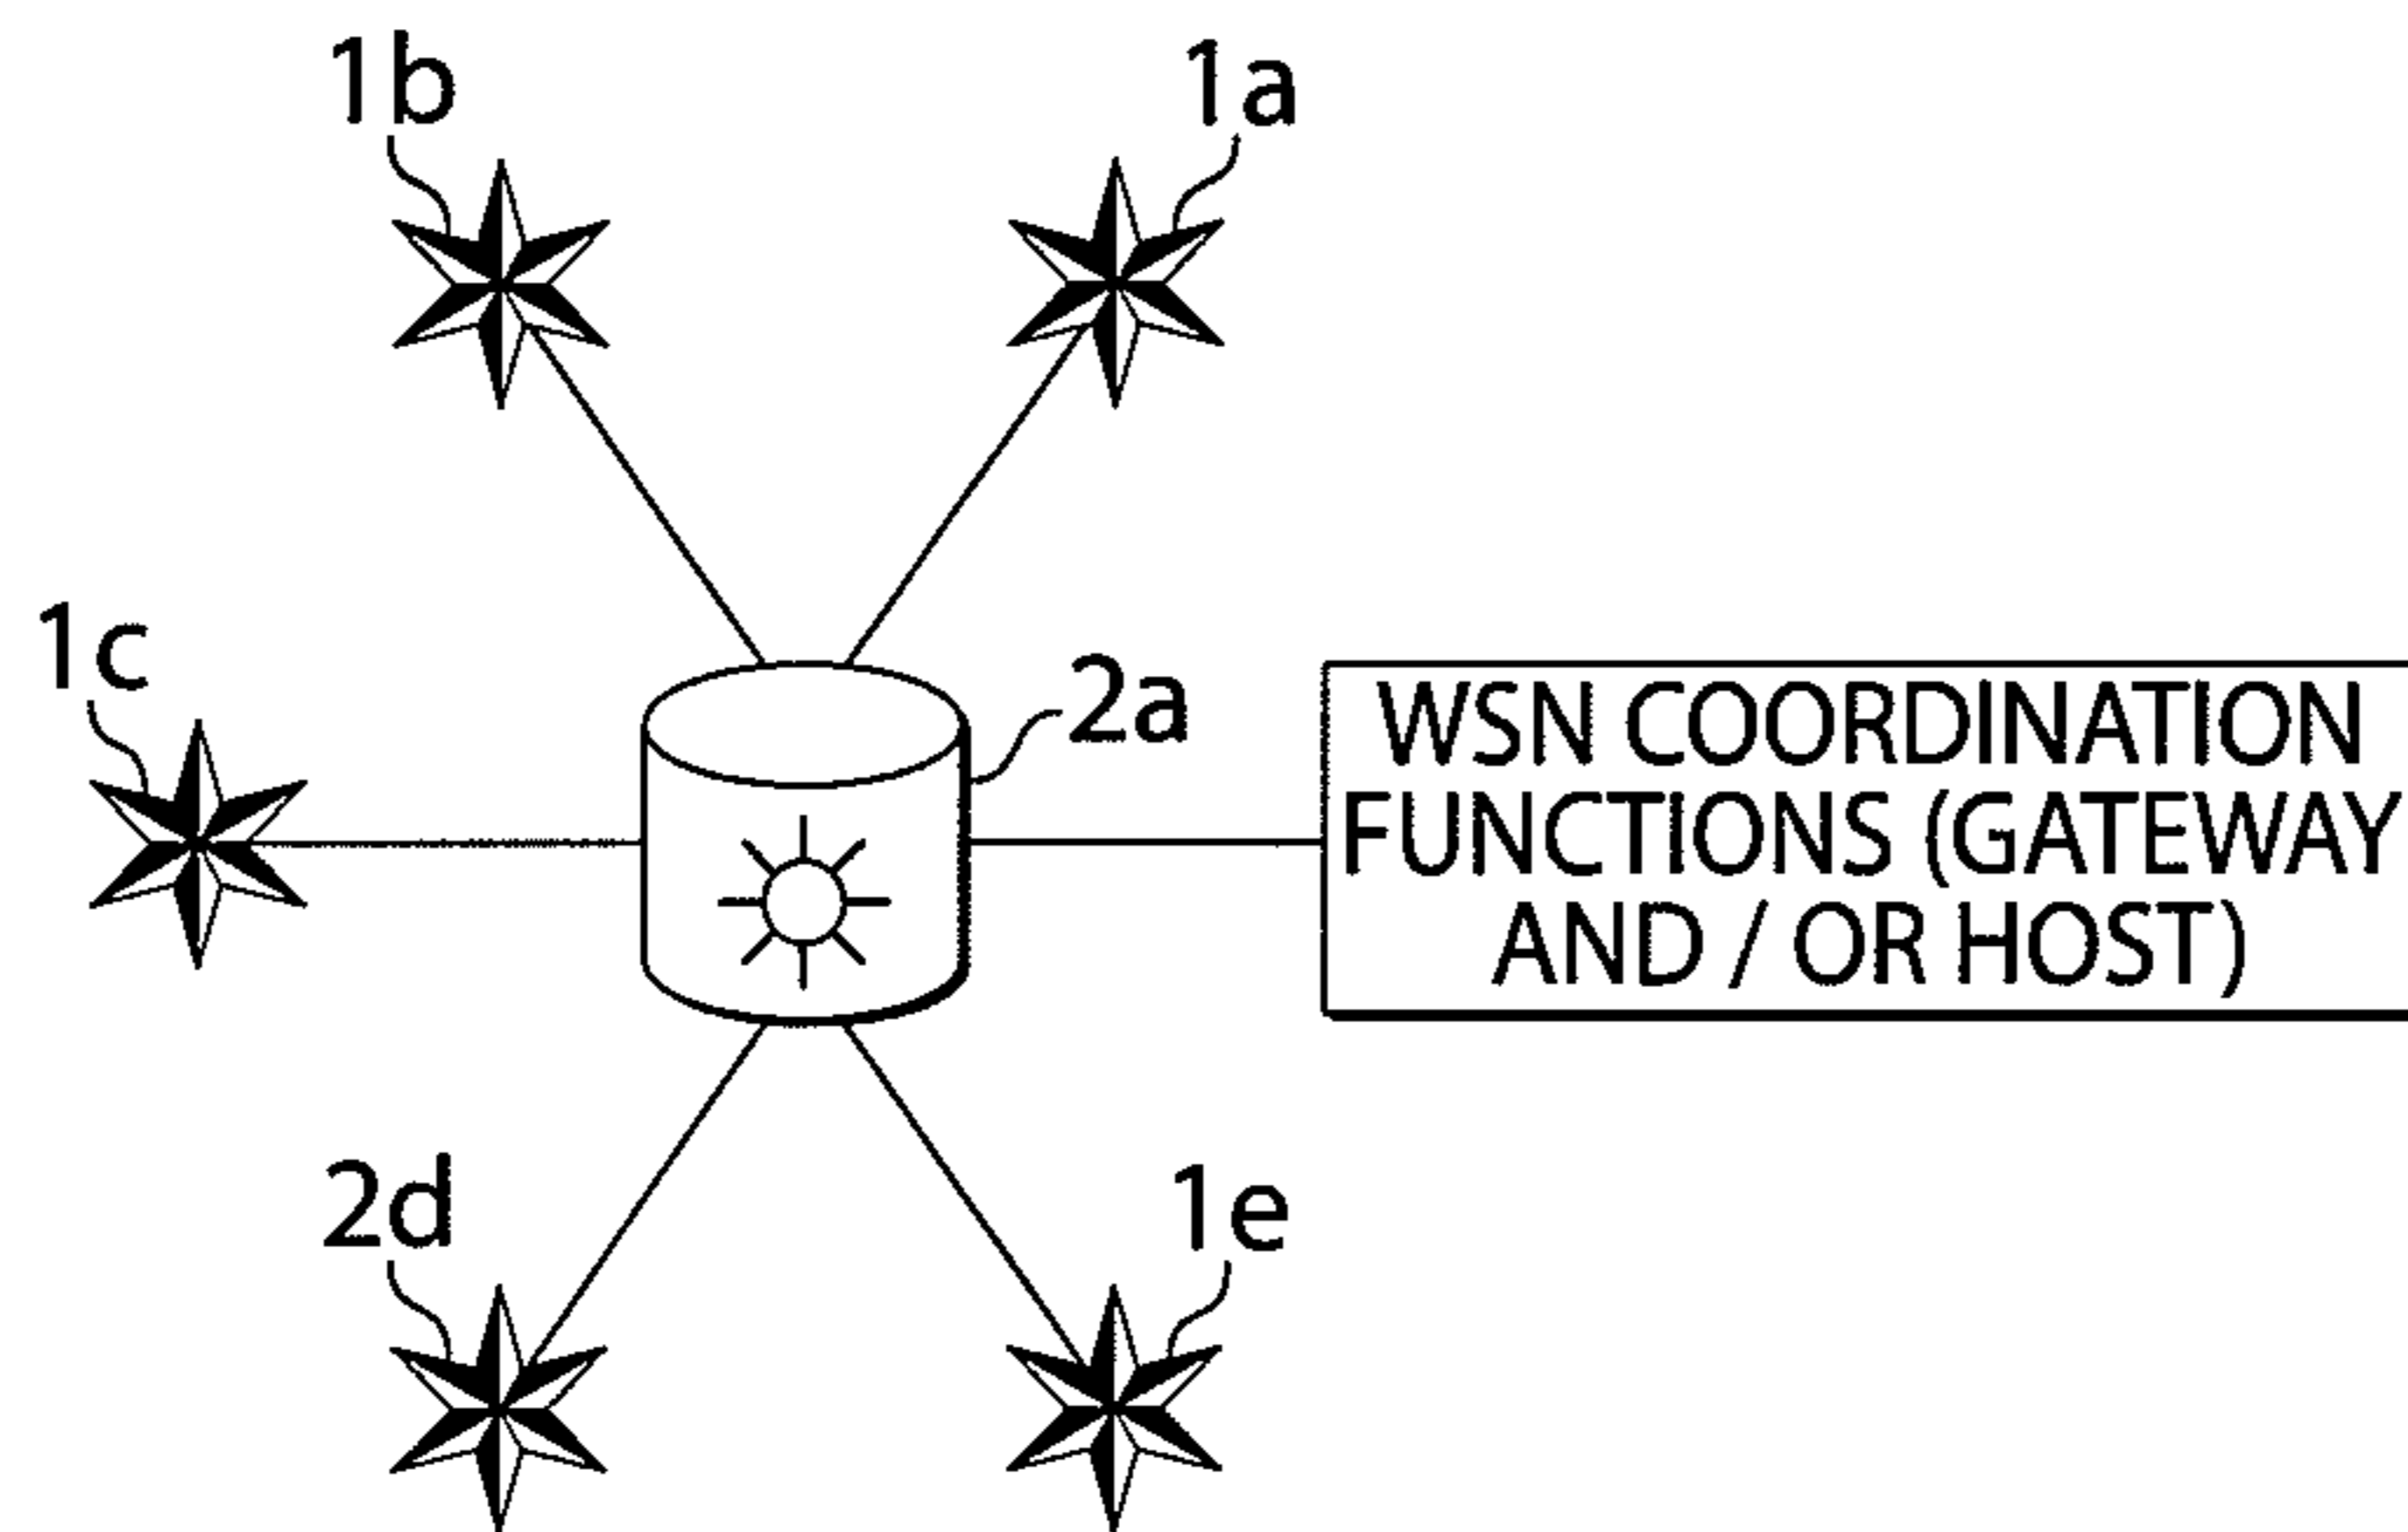 1b
1a
1c
2a
WSN COORDINATION
FUNCTIONS (GATEWAY
AND / OR HOST)
2d
1e